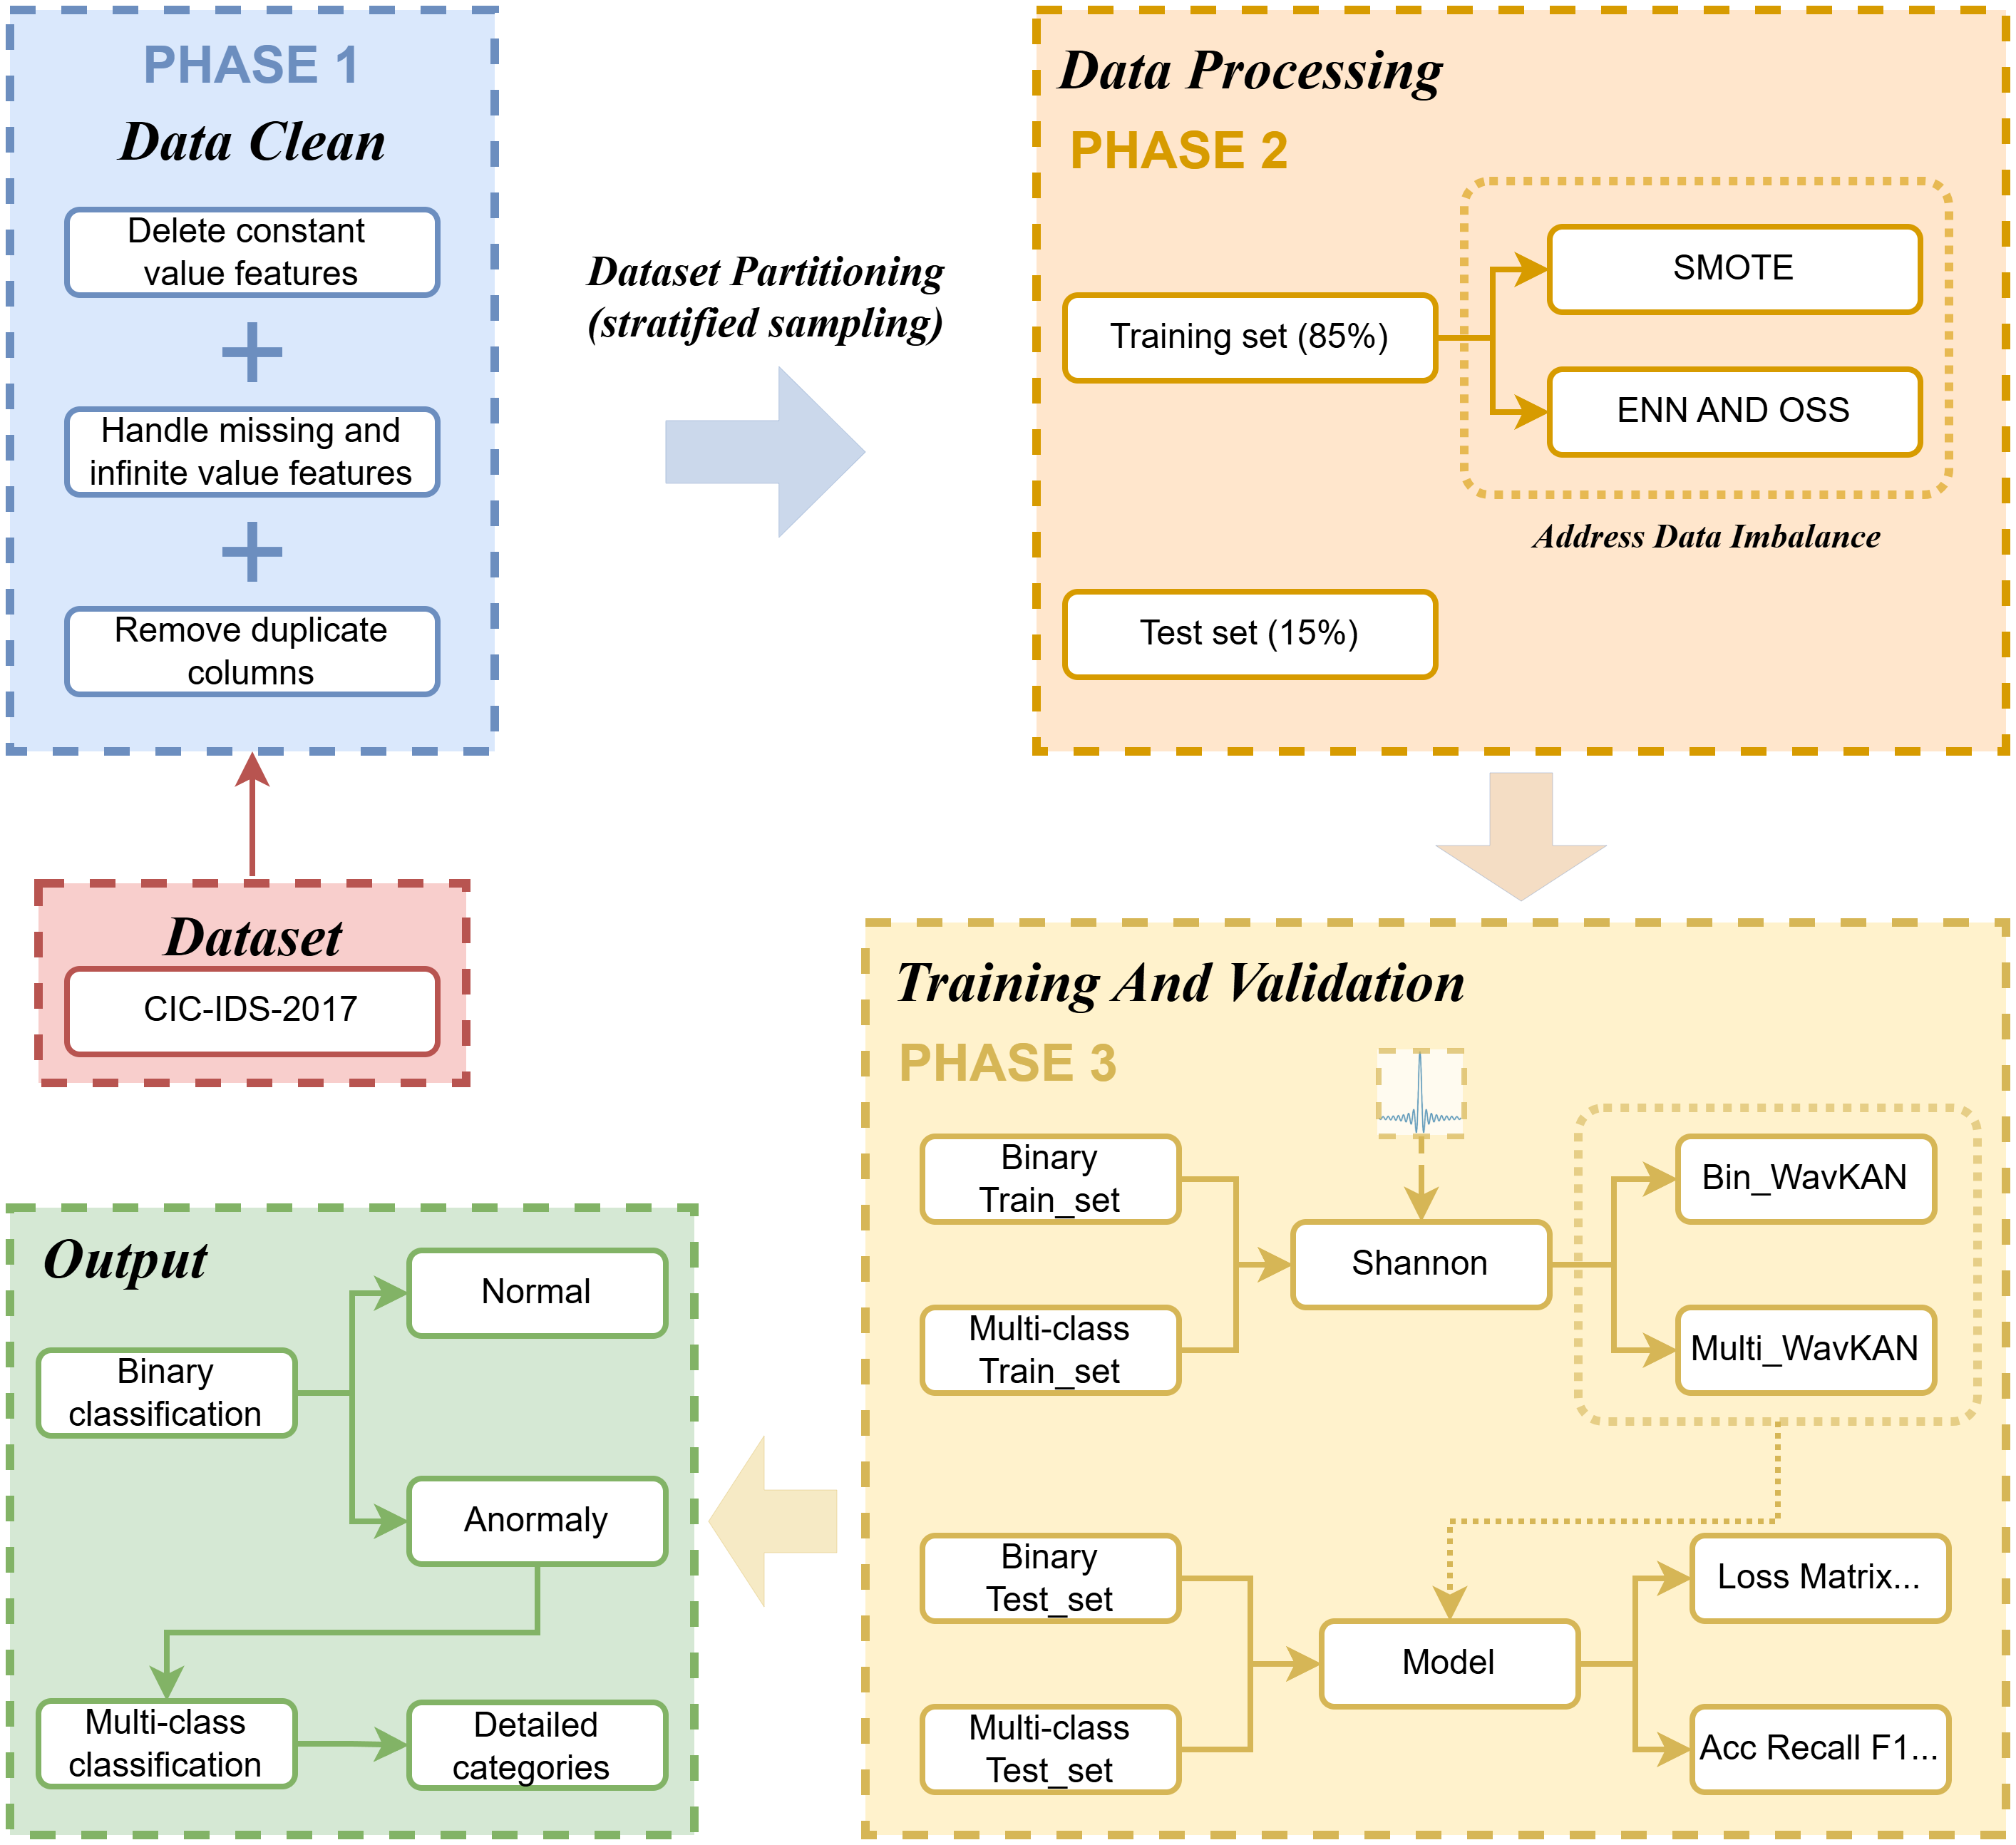 PHASE 1
Data Clean
Delete constant
value features
+
Handle missing and
infinite value features
+
Remove duplicate
columns
Dataset Partitioning
(stratified sampling)
Data Processing
PHASE 2
Training set (85%)
SMOTE
ENN AND OSS
Address Data Imbalance
Test set (15%)
Dataset
CIC-IDS-2017
Training And Validation
PHASE 3
Binary
Train_set
Multi-class
Train_set
Shannon
Bin_WavKAN
Multi_WavKAN
Binary
Test_set
Multi-class
Test_set
Model
Loss Matrix...
Acc Recall F1...
Output
Binary
classification
Normal
Anormaly
Multi-class
classification
Detailed
categories